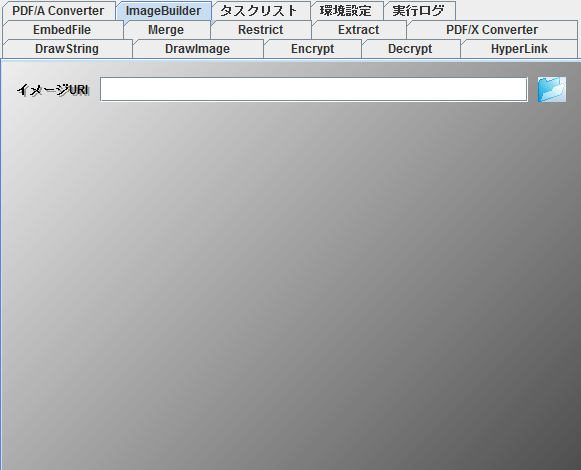 PDF/A Converter ImageBuilder タスクリスト 環境設定 実行ログ
EmbedFile Merge Restrict Extract PDF/X Converter
DrawString DrawImage Encrypt Decrypt HyperLink
イメージURI